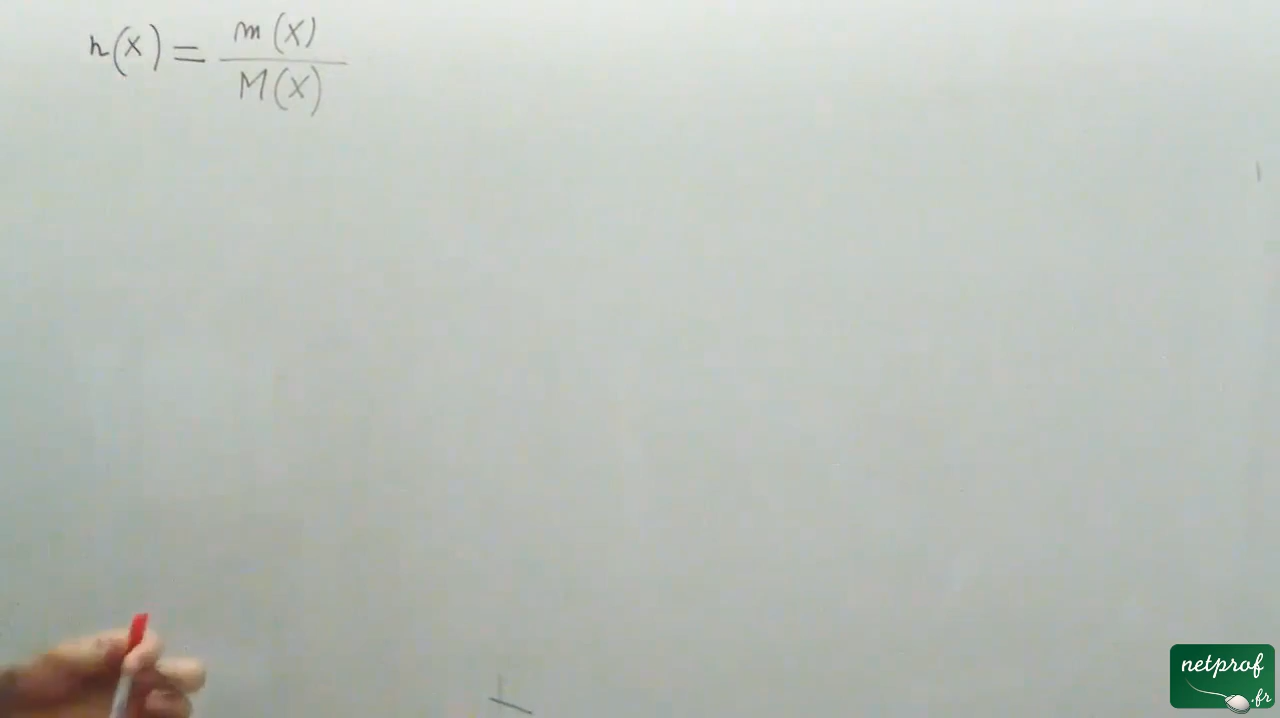 n(X) = m(X) / M(X)
netprof
.fr